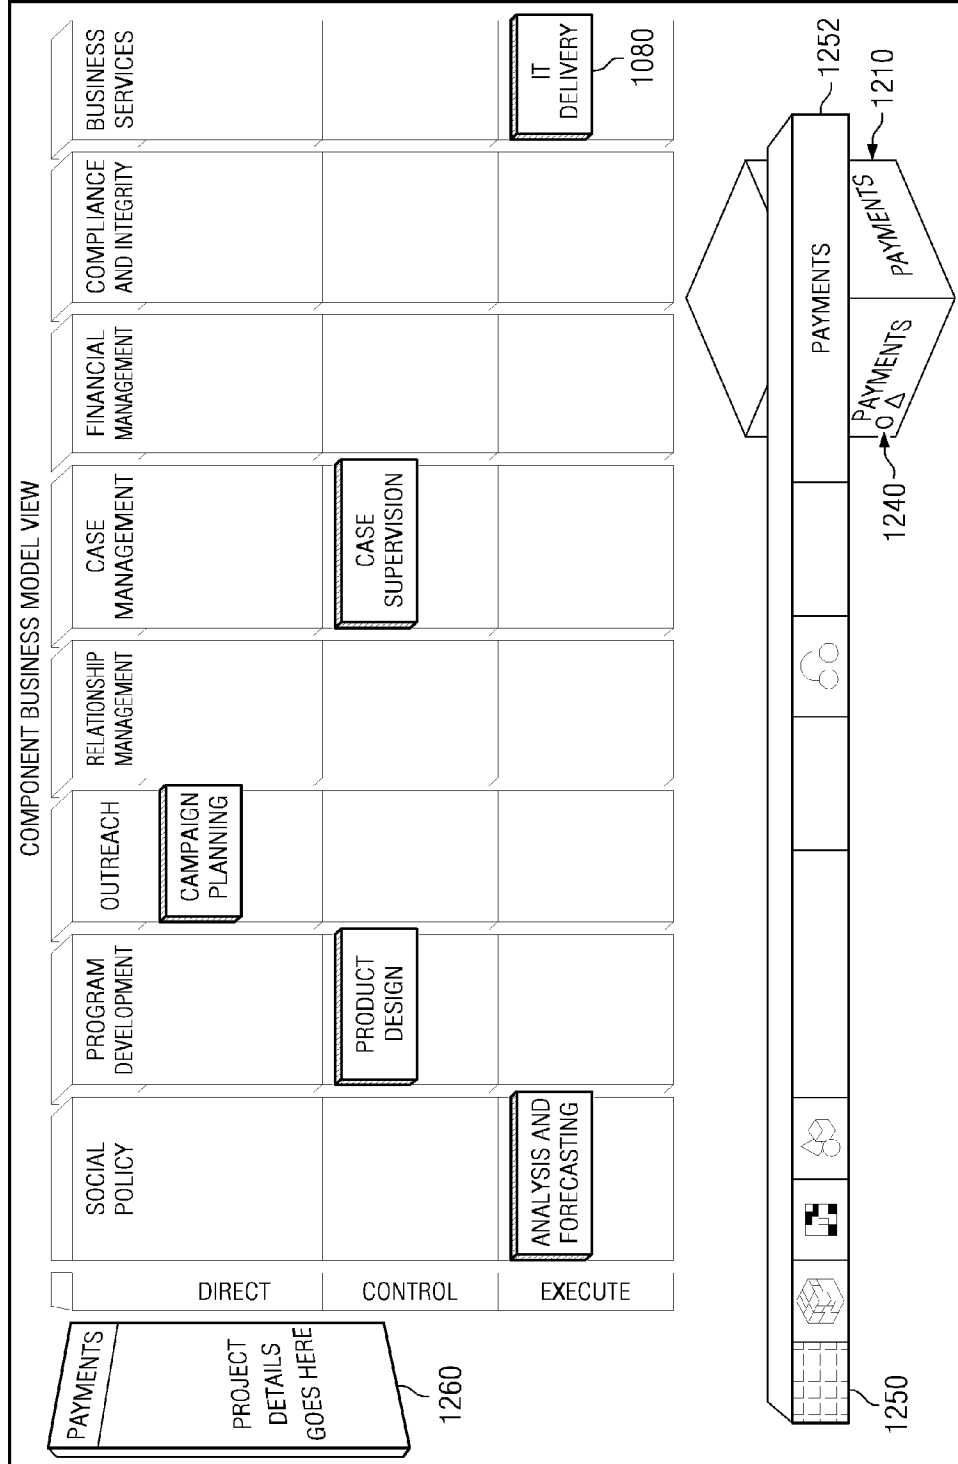 COMPONENT BUSINESS MODEL VIEW
SOCIAL
POLICY
PROGRAM
DEVELOPMENT
OUTREACH
RELATIONSHIP
MANAGEMENT
CASE
MANAGEMENT
FINANCIAL
MANAGEMENT
COMPLIANCE
AND INTEGRITY
BUSINESS
SERVICES
PAYMENTS
PROJECT
DETAILS
GOES HERE
1260
DIRECT
CAMPAIGN
PLANNING
CONTROL
PRODUCT
DESIGN
CASE
SUPERVISION
EXECUTE
ANALYSIS AND
FORECASTING
IT
DELIVERY
1080
PAYMENTS
1252
1250
PAYMENTS
PAYMENTS
1240
1210